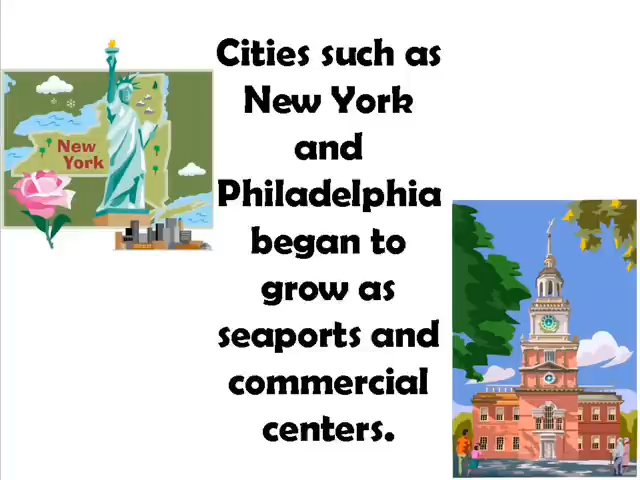 Cities such as
New York
and
Philadelphia
began to
grow as
seaports and
commercial
centers.
New
York